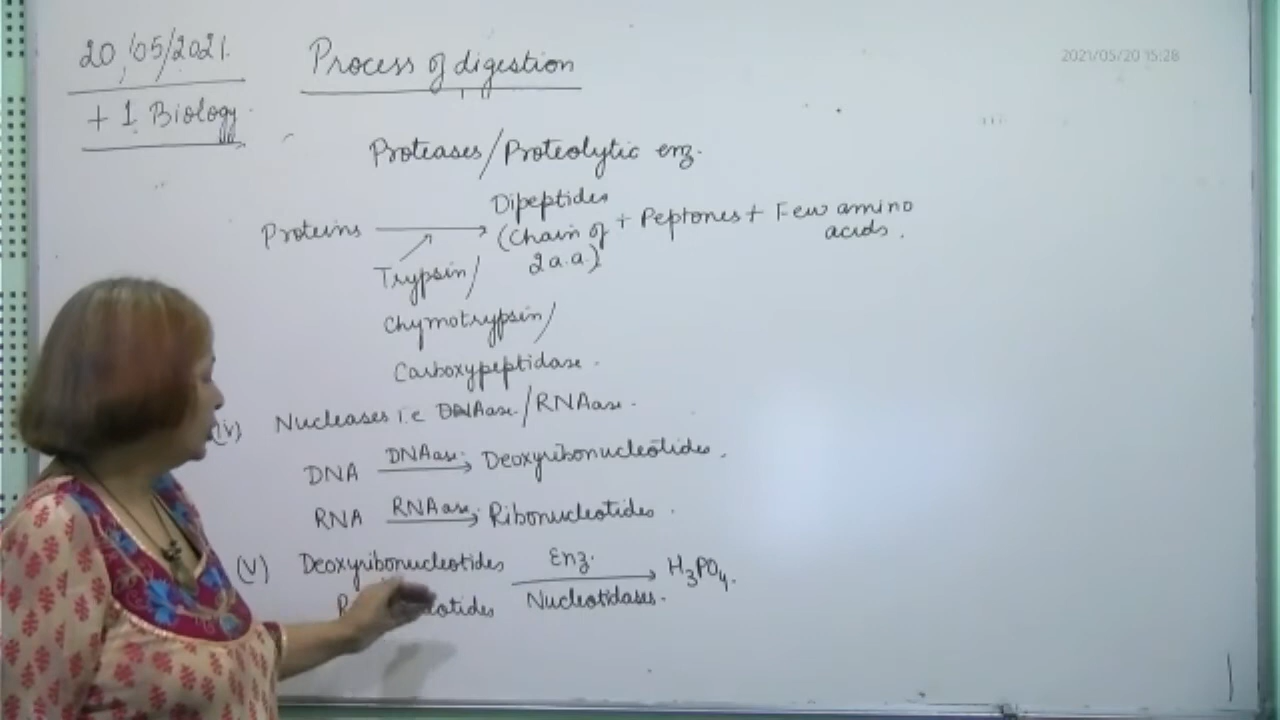 20/05/2021.
+1 Biology
Process of digestion
2021/05/20 15:28
Proteases/Proteolytic enz.
Dipeptides
Proteins → (Chain of + Peptones + Few amino
2a.a.) acids.
Trypsin/
Chymotrypsin/
Carboxypeptidase.
(iv) Nucleases i.e DNAase/RNAase.
DNA DNAase → Deoxyribonucleotides.
RNA RNAase → Ribonucleotides.
(V) Deoxyribonucleotides Enz. → H₃PO₄.
Nucleotidases.